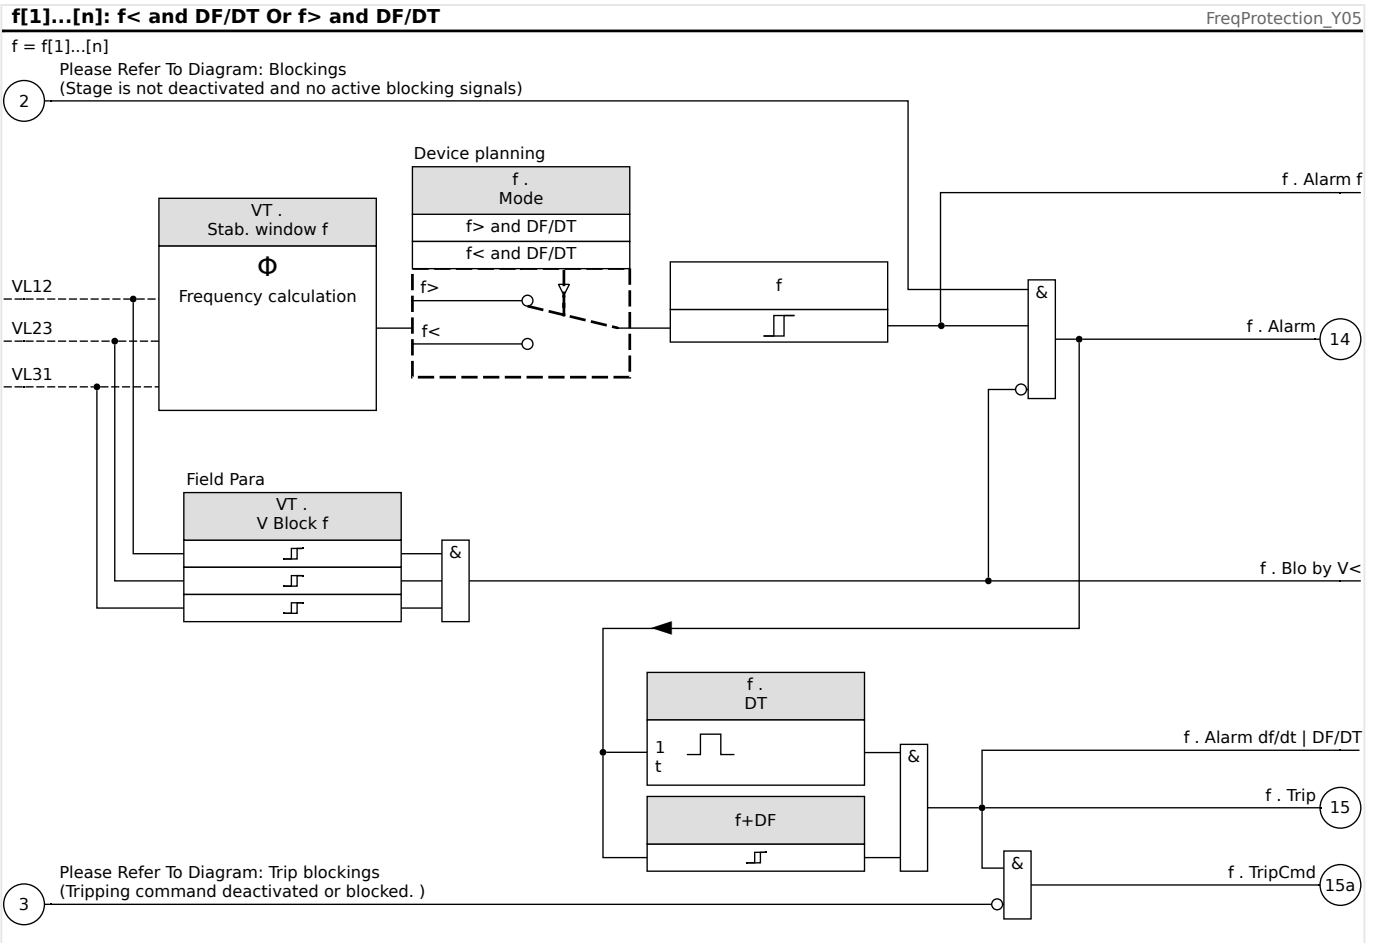 f[1]...[n]: f< and DF/DT Or f> and DF/DT
FreqProtection_Y05
f = f[1]...[n]
Please Refer To Diagram: Blockings
(Stage is not deactivated and no active blocking signals)
2
Device planning
f .
Mode
f> and DF/DT
f< and DF/DT
f>
f<
VT .
Stab. window f
Φ
Frequency calculation
VL12
VL23
VL31
f
&
f . Alarm f
f . Alarm
14
Field Para
VT .
V Block f
&
f . Blo by V<
f .
DT
1
t
f+DF
&
f . Alarm df/dt | DF/DT
f . Trip
15
&
f . TripCmd
15a
Please Refer To Diagram: Trip blockings
(Tripping command deactivated or blocked. )
3